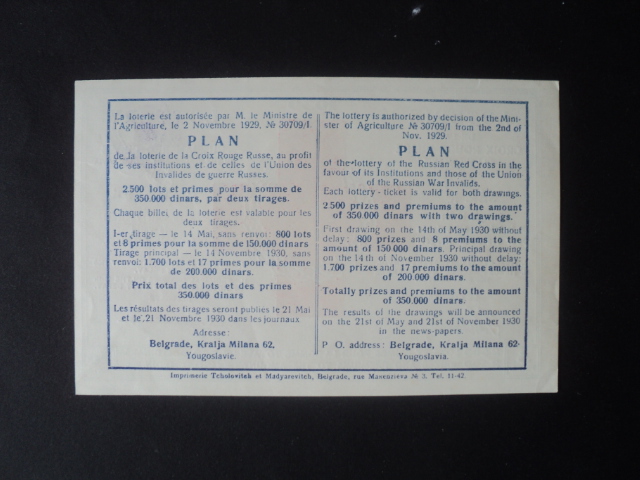 La loterie est autorisée par M. le Ministre de
l'Agriculture, le 2 Novembre 1929, № 30709/I.
PLAN
de la loterie de la Croix Rouge Russe, au profit
de ses institutions et de celles de l'Union des
Invalides de guerre Russes.
2.500 lots et primes pour la somme de
350.000 dinars, par deux tirages.
Chaque billet de la loterie est valable pour les
deux tirages.
I-er tirage — le 14 Mai, sans renvoi: 800 lots
et 8 primes pour la somme de 150.000 dinars
Tirage principal — le 14 Novembre 1930, sans
renvoi: 1.700 lots et 17 primes pour la somme
de 200.000 dinars.
Prix total des lots et des primes
350.000 dinars
Les résultats des tirages seront publiés le 21 Mai
et le 21 Novembre 1930 dans les journaux.
Adresse:
Belgrade, Kralja Milana 62,
Yougoslavie.
The lottery is authorized by decision of the Mini-
ster of Agriculture № 30709/I from the 2nd of
Nov. 1929.
PLAN
of the lottery of the Russian Red Cross in the
favour of its Institutions and those of the Union
of the Russian War Invalids.
Each lottery - ticket is valid for both drawings.
2500 prizes and premiums to the amount
of 350.000 dinars with two drawings.
First drawing on the 14th of May 1930 without
delay: 800 prizes and 8 premiums to the
amount of 150.000 dinars. Principal drawing
on the 14th of November 1930 without delay:
1.700 prizes and 17 premiums to the amount
of 200.000 dinars.
Totally prizes and premiums to the amount
of 350.000 dinars.
The results of the drawings will be announced
on the 21st of May and 21st of November 1930
in the news-papers.
P O. address: Belgrade, Kralja Milana 62-
Yougoslavia.
Imprimerie Tcholovitch et Madyarevitch, Belgrade, rue Masenzieva № 3. Tel. 11-42.